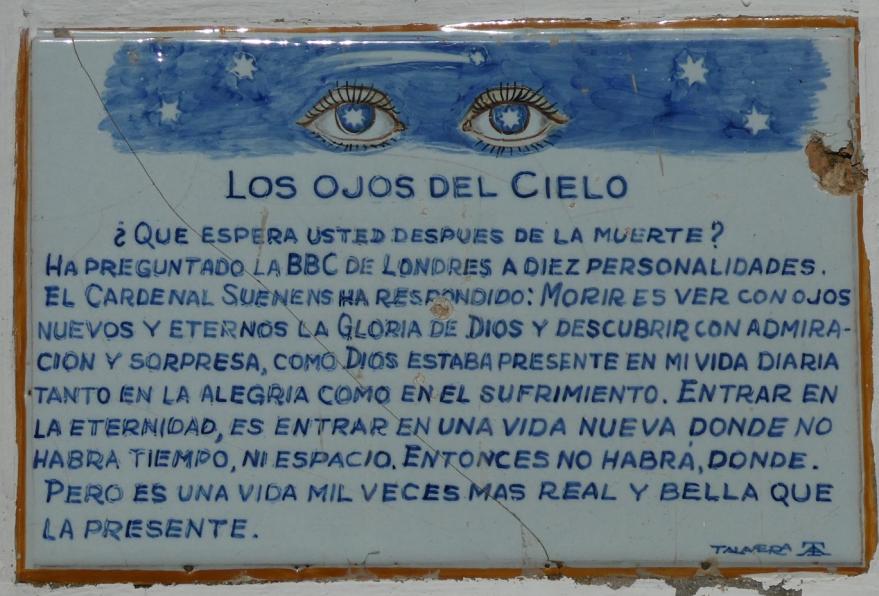 LOS OJOS DEL CIELO
¿QUE ESPERA USTED DESPUES DE LA MUERTE?
HA PREGUNTADO LA BBC DE LONDRES A DIEZ PERSONALIDADES.
EL CARDENAL SUENENS HA RESPONDIDO: MORIR ES VER CON OJOS
NUEVOS Y ETERNOS LA GLORIA DE DIOS Y DESCUBRIR CON ADMIRA-
CIÓN Y SORPRESA, COMO DIOS ESTABA PRESENTE EN MI VIDA DIARIA
TANTO EN LA ALEGRIA COMO EN EL SUFRIMIENTO. ENTRAR EN
LA ETERNIDAD, ES ENTRAR EN UNA VIDA NUEVA DONDE NO
HABRA TIEMPO, NI ESPACIO. ENTONCES NO HABRÁ, DONDE.
PERO ES UNA VIDA MIL VECES MAS REAL Y BELLA QUE
LA PRESENTE.
TALAVERA